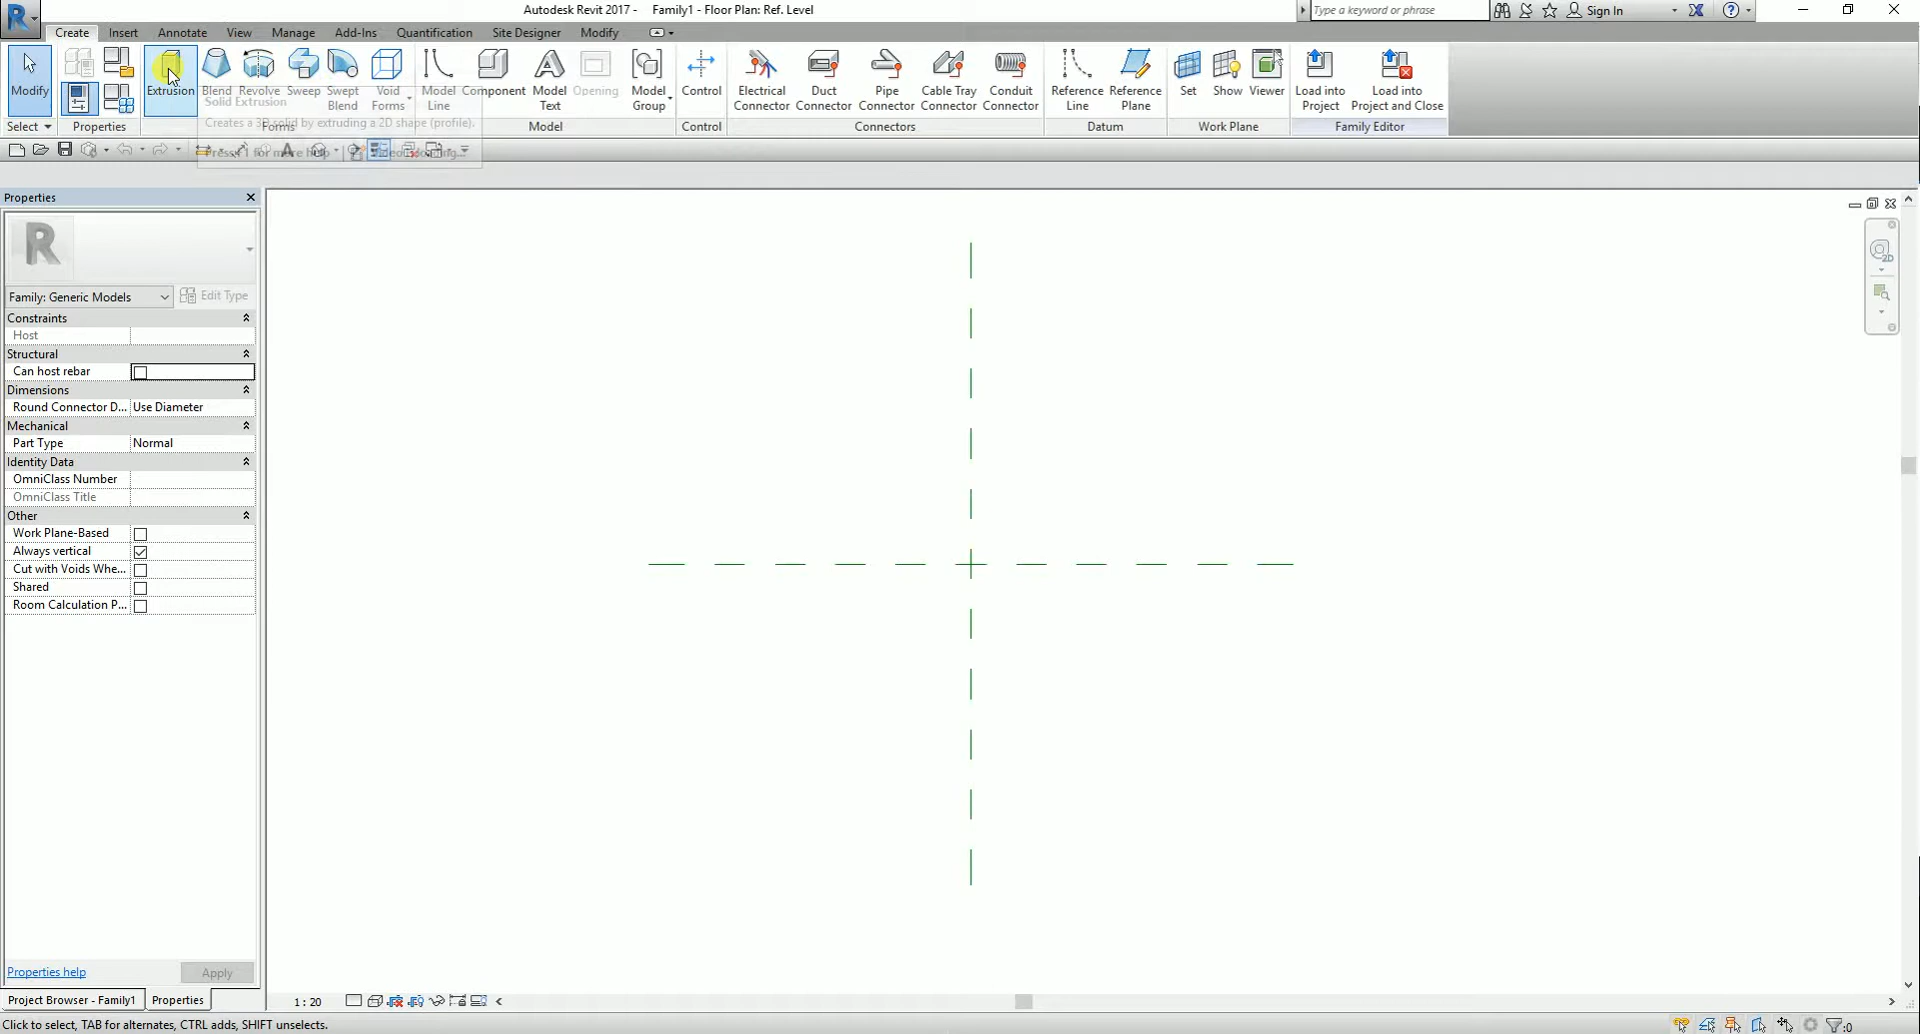 Autodesk Revit 2017 - Family1 - Floor Plan: Ref. Level
Type a keyword or phrase
Sign In
Create Insert Annotate View Manage Add-Ins Quantification Site Designer Modify
Modify
Extrusion
Blend Revolve Sweep Swept Blend
Void Forms
Model Line
Component
Model Text
Opening
Model Group
Control
Electrical Connector
Duct Connector
Pipe Connector
Cable Tray Connector
Conduit Connector
Reference Line
Reference Plane
Set Show Viewer
Load into Project
Load into Project and Close
Select Properties Forms Model Control Connectors Datum Work Plane Family Editor
Solid Extrusion
Creates a 3D solid by extruding a 2D shape (profile).
for more help
Properties
Family: Generic Models Edit Type
Constraints
Host
Structural
Can host rebar
Dimensions
Round Connector D... Use Diameter
Mechanical
Part Type Normal
Identity Data
OmniClass Number
OmniClass Title
Other
Work Plane-Based
Always vertical
Cut with Voids Whe...
Shared
Room Calculation P...
Properties help Apply
Project Browser - Family1 Properties
1 : 20
Click to select, TAB for alternates, CTRL adds, SHIFT unselects.
:0